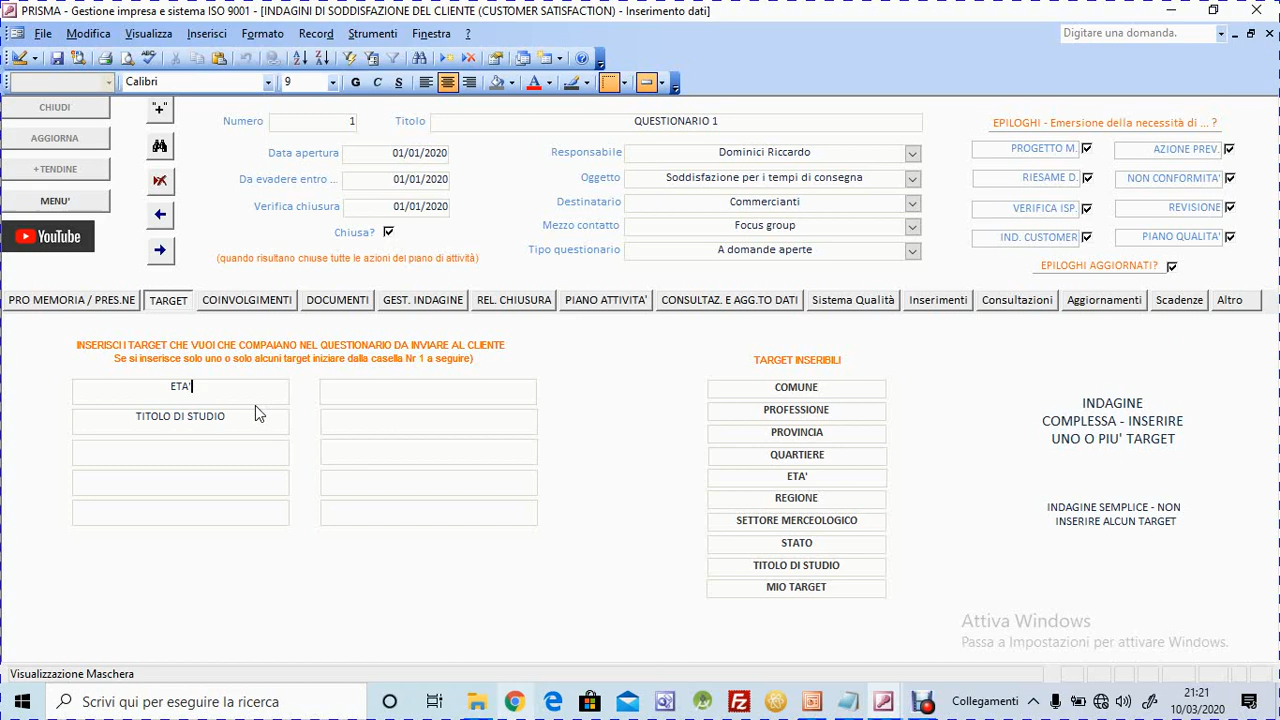 PRISMA - Gestione impresa e sistema ISO 9001 - [INDAGINI DI SODDISFAZIONE DEL CLIENTE (CUSTOMER SATISFACTION) - Inserimento dati]
File Modifica Visualizza Inserisci Formato Record Strumenti Finestra ? Digitare una domanda.
Calibri 9 G C S
CHIUDI
AGGIORNA
+TENDINE
MENU'
YouTube
"+"
Numero 1 Titolo QUESTIONARIO 1
Data apertura 01/01/2020
Da evadere entro ... 01/01/2020
Verifica chiusura 01/01/2020
Chiusa?
(quando risultano chiuse tutte le azioni del piano di attività)
Responsabile Dominici Riccardo
Oggetto Soddisfazione per i tempi di consegna
Destinatario Commercianti
Mezzo contatto Focus group
Tipo questionario A domande aperte
EPILOGHI - Emersione della necessità di ... ?
PROGETTO M. AZIONE PREV.
RIESAME D. NON CONFORMITA'
VERIFICA ISP. REVISIONE
IND. CUSTOMER PIANO QUALITA'
EPILOGHI AGGIORNATI?
PRO MEMORIA / PRES.NE TARGET COINVOLGIMENTI DOCUMENTI GEST. INDAGINE REL. CHIUSURA PIANO ATTIVITA' CONSULTAZ. E AGG.TO DATI Sistema Qualità Inserimenti Consultazioni Aggiornamenti Scadenze Altro
INSERISCI I TARGET CHE VUOI CHE COMPAIANO NEL QUESTIONARIO DA INVIARE AL CLIENTE
Se si inserisce solo uno o solo alcuni target iniziare dalla casella Nr 1 a seguire)
ETA'
TITOLO DI STUDIO
TARGET INSERIBILI
COMUNE
PROFESSIONE
PROVINCIA
QUARTIERE
ETA'
REGIONE
SETTORE MERCEOLOGICO
STATO
TITOLO DI STUDIO
MIO TARGET
INDAGINE
COMPLESSA - INSERIRE
UNO O PIU' TARGET
INDAGINE SEMPLICE - NON
INSERIRE ALCUN TARGET
Attiva Windows
Passa a Impostazioni per attivare Windows.
Visualizzazione Maschera
Scrivi qui per eseguire la ricerca
Collegamenti
21:21
10/03/2020